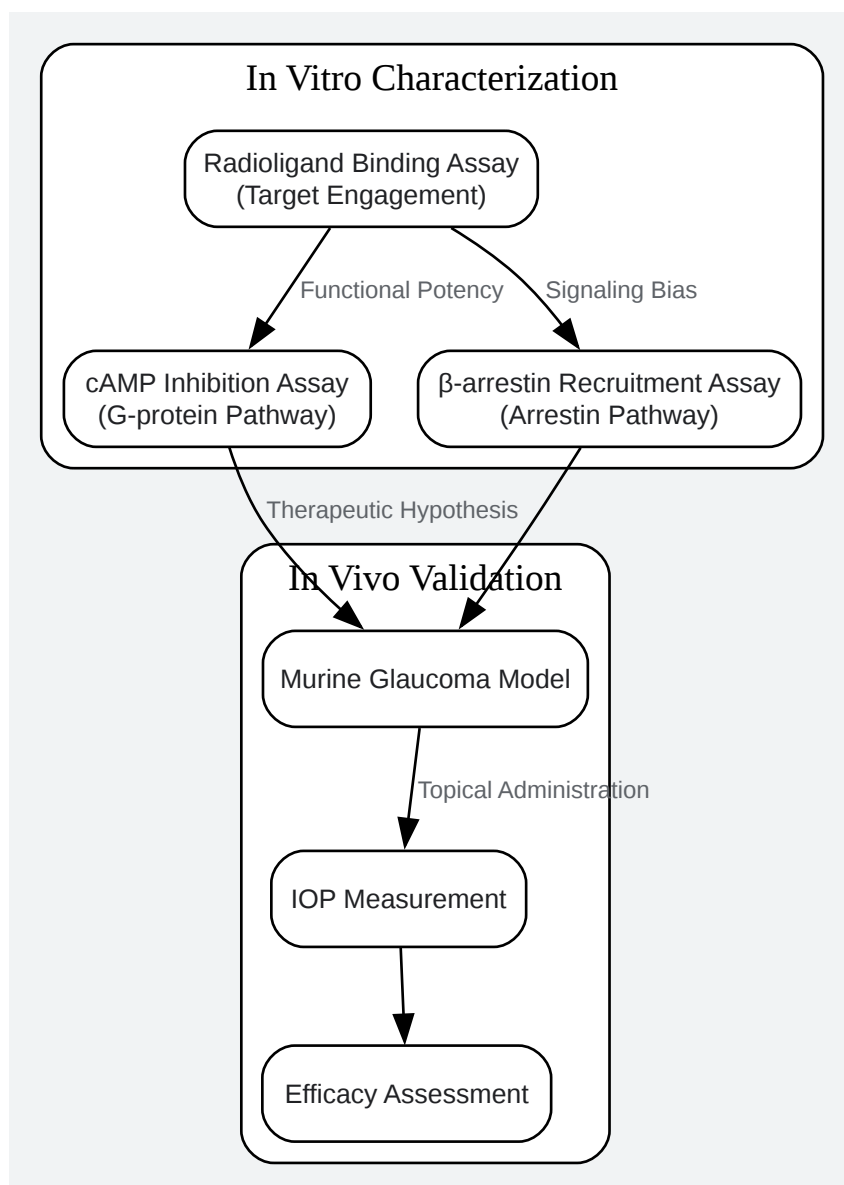 In Vitro Characterization
Radioligand Binding Assay
(Target Engagement)
Functional Potency
Signaling Bias
cAMP Inhibition Assay
(G-protein Pathway)
β-arrestin Recruitment Assay
(Arrestin Pathway)
Therapeutic Hypothesis
In Vivo Validation
Murine Glaucoma Model
Topical Administration
IOP Measurement
Efficacy Assessment